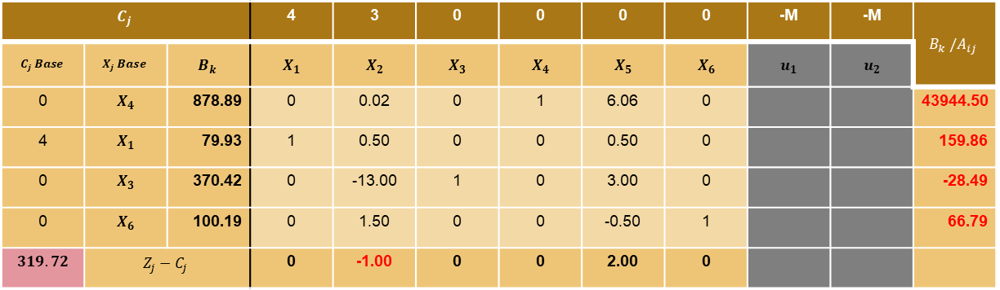 C_j 4 3 0 0 0 0 -M -M B_k /A_ij
C_j Base X_j Base B_k X_1 X_2 X_3 X_4 X_5 X_6 u_1 u_2
0 X_4 878.89 0 0.02 0 1 6.06 0 43944.50
4 X_1 79.93 1 0.50 0 0 0.50 0 159.86
0 X_3 370.42 0 -13.00 1 0 3.00 0 -28.49
0 X_6 100.19 0 1.50 0 0 -0.50 1 66.79
319.72 Z_j − C_j 0 -1.00 0 0 2.00 0